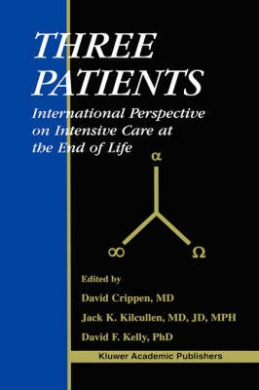 THREE
PATIENTS
International Perspective
on Intensive Care at
the End of Life
α
∞
Ω
Edited by
David Crippen, MD
Jack K. Kilcullen, MD, JD, MPH
David F. Kelly, PhD
Kluwer Academic Publishers